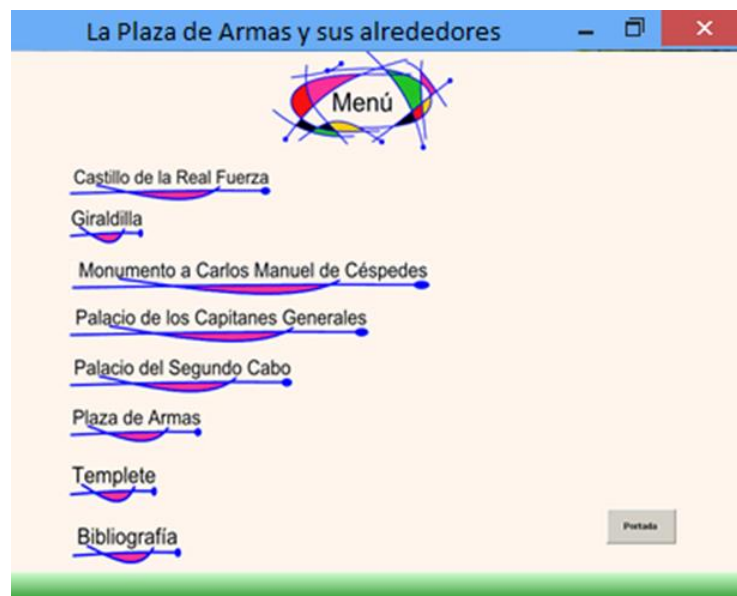 La Plaza de Armas y sus alrededores
Menú
Castillo de la Real Fuerza
Giraldilla
Monumento a Carlos Manuel de Céspedes
Palacio de los Capitanes Generales
Palacio del Segundo Cabo
Plaza de Armas
Templete
Bibliografía
Portada